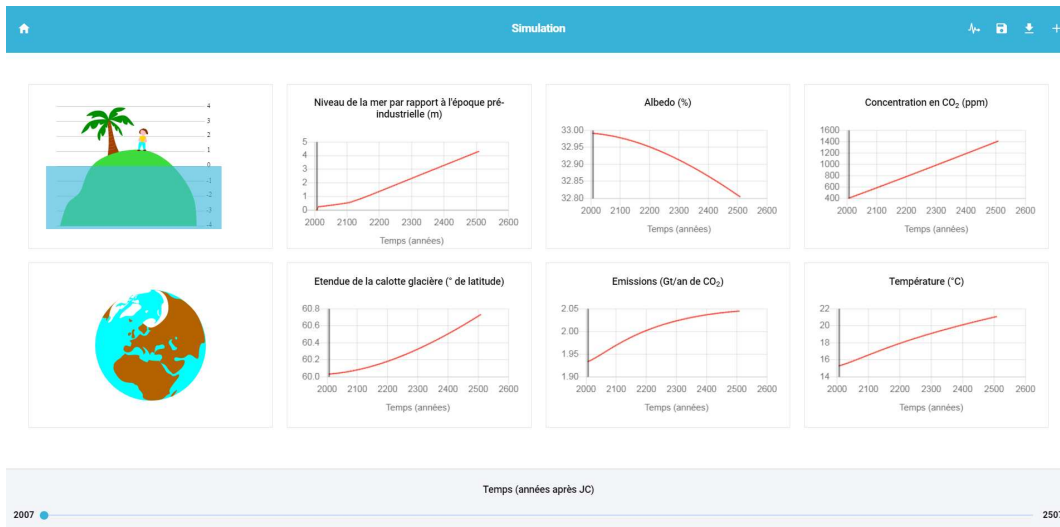 Simulation
4
3
2
1
0
-1
-2
-3
-4
Niveau de la mer par rapport à l'époque pré-
industrielle (m)
5
4
3
2
1
0
2000 2100 2200 2300 2400 2500 2600
Temps (années)
Albedo (%)
33.00
32.95
32.90
32.85
32.80
2000 2100 2200 2300 2400 2500 2600
Temps (années)
Concentration en CO₂ (ppm)
1600
1400
1200
1000
800
600
400
2000 2100 2200 2300 2400 2500 2600
Temps (années)
Etendue de la calotte glacière (° de latitude)
60.8
60.6
60.4
60.2
60.0
2000 2100 2200 2300 2400 2500 2600
Temps (années)
Emissions (Gt/an de CO₂)
2.05
2.00
1.95
1.90
2000 2100 2200 2300 2400 2500 2600
Temps (années)
Température (°C)
22
20
18
16
14
2000 2100 2200 2300 2400 2500 2600
Temps (années)
Temps (années après JC)
2007